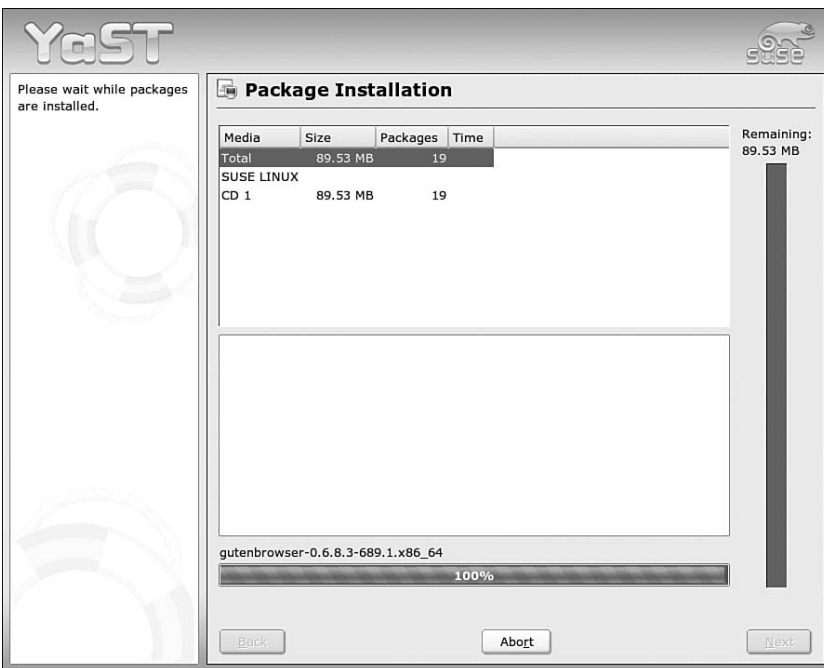 YaST
SUSE
Please wait while packages
are installed.
Package Installation
Media Size Packages Time
Total 89.53 MB 19
SUSE LINUX
CD 1 89.53 MB 19
Remaining:
89.53 MB
gutenbrowser-0.6.8.3-689.1.x86_64
100%
Back Abort Next